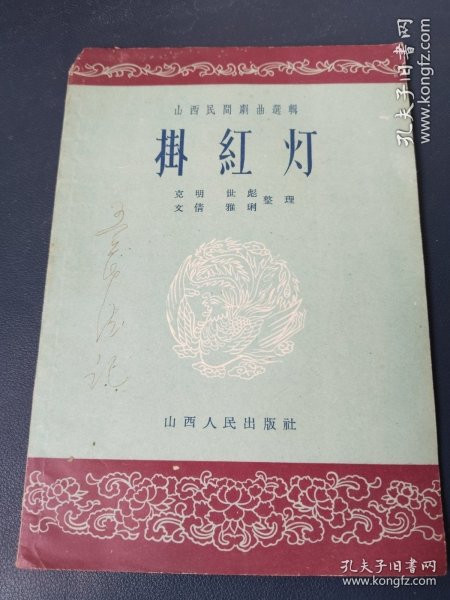 孔夫子旧书网
www.kongfz.com
山西民間劇曲選輯
掛紅灯
克明 世彪
文偆 雅琍 整理
山西人民出版社
孔夫子旧书网
www.kongfz.com